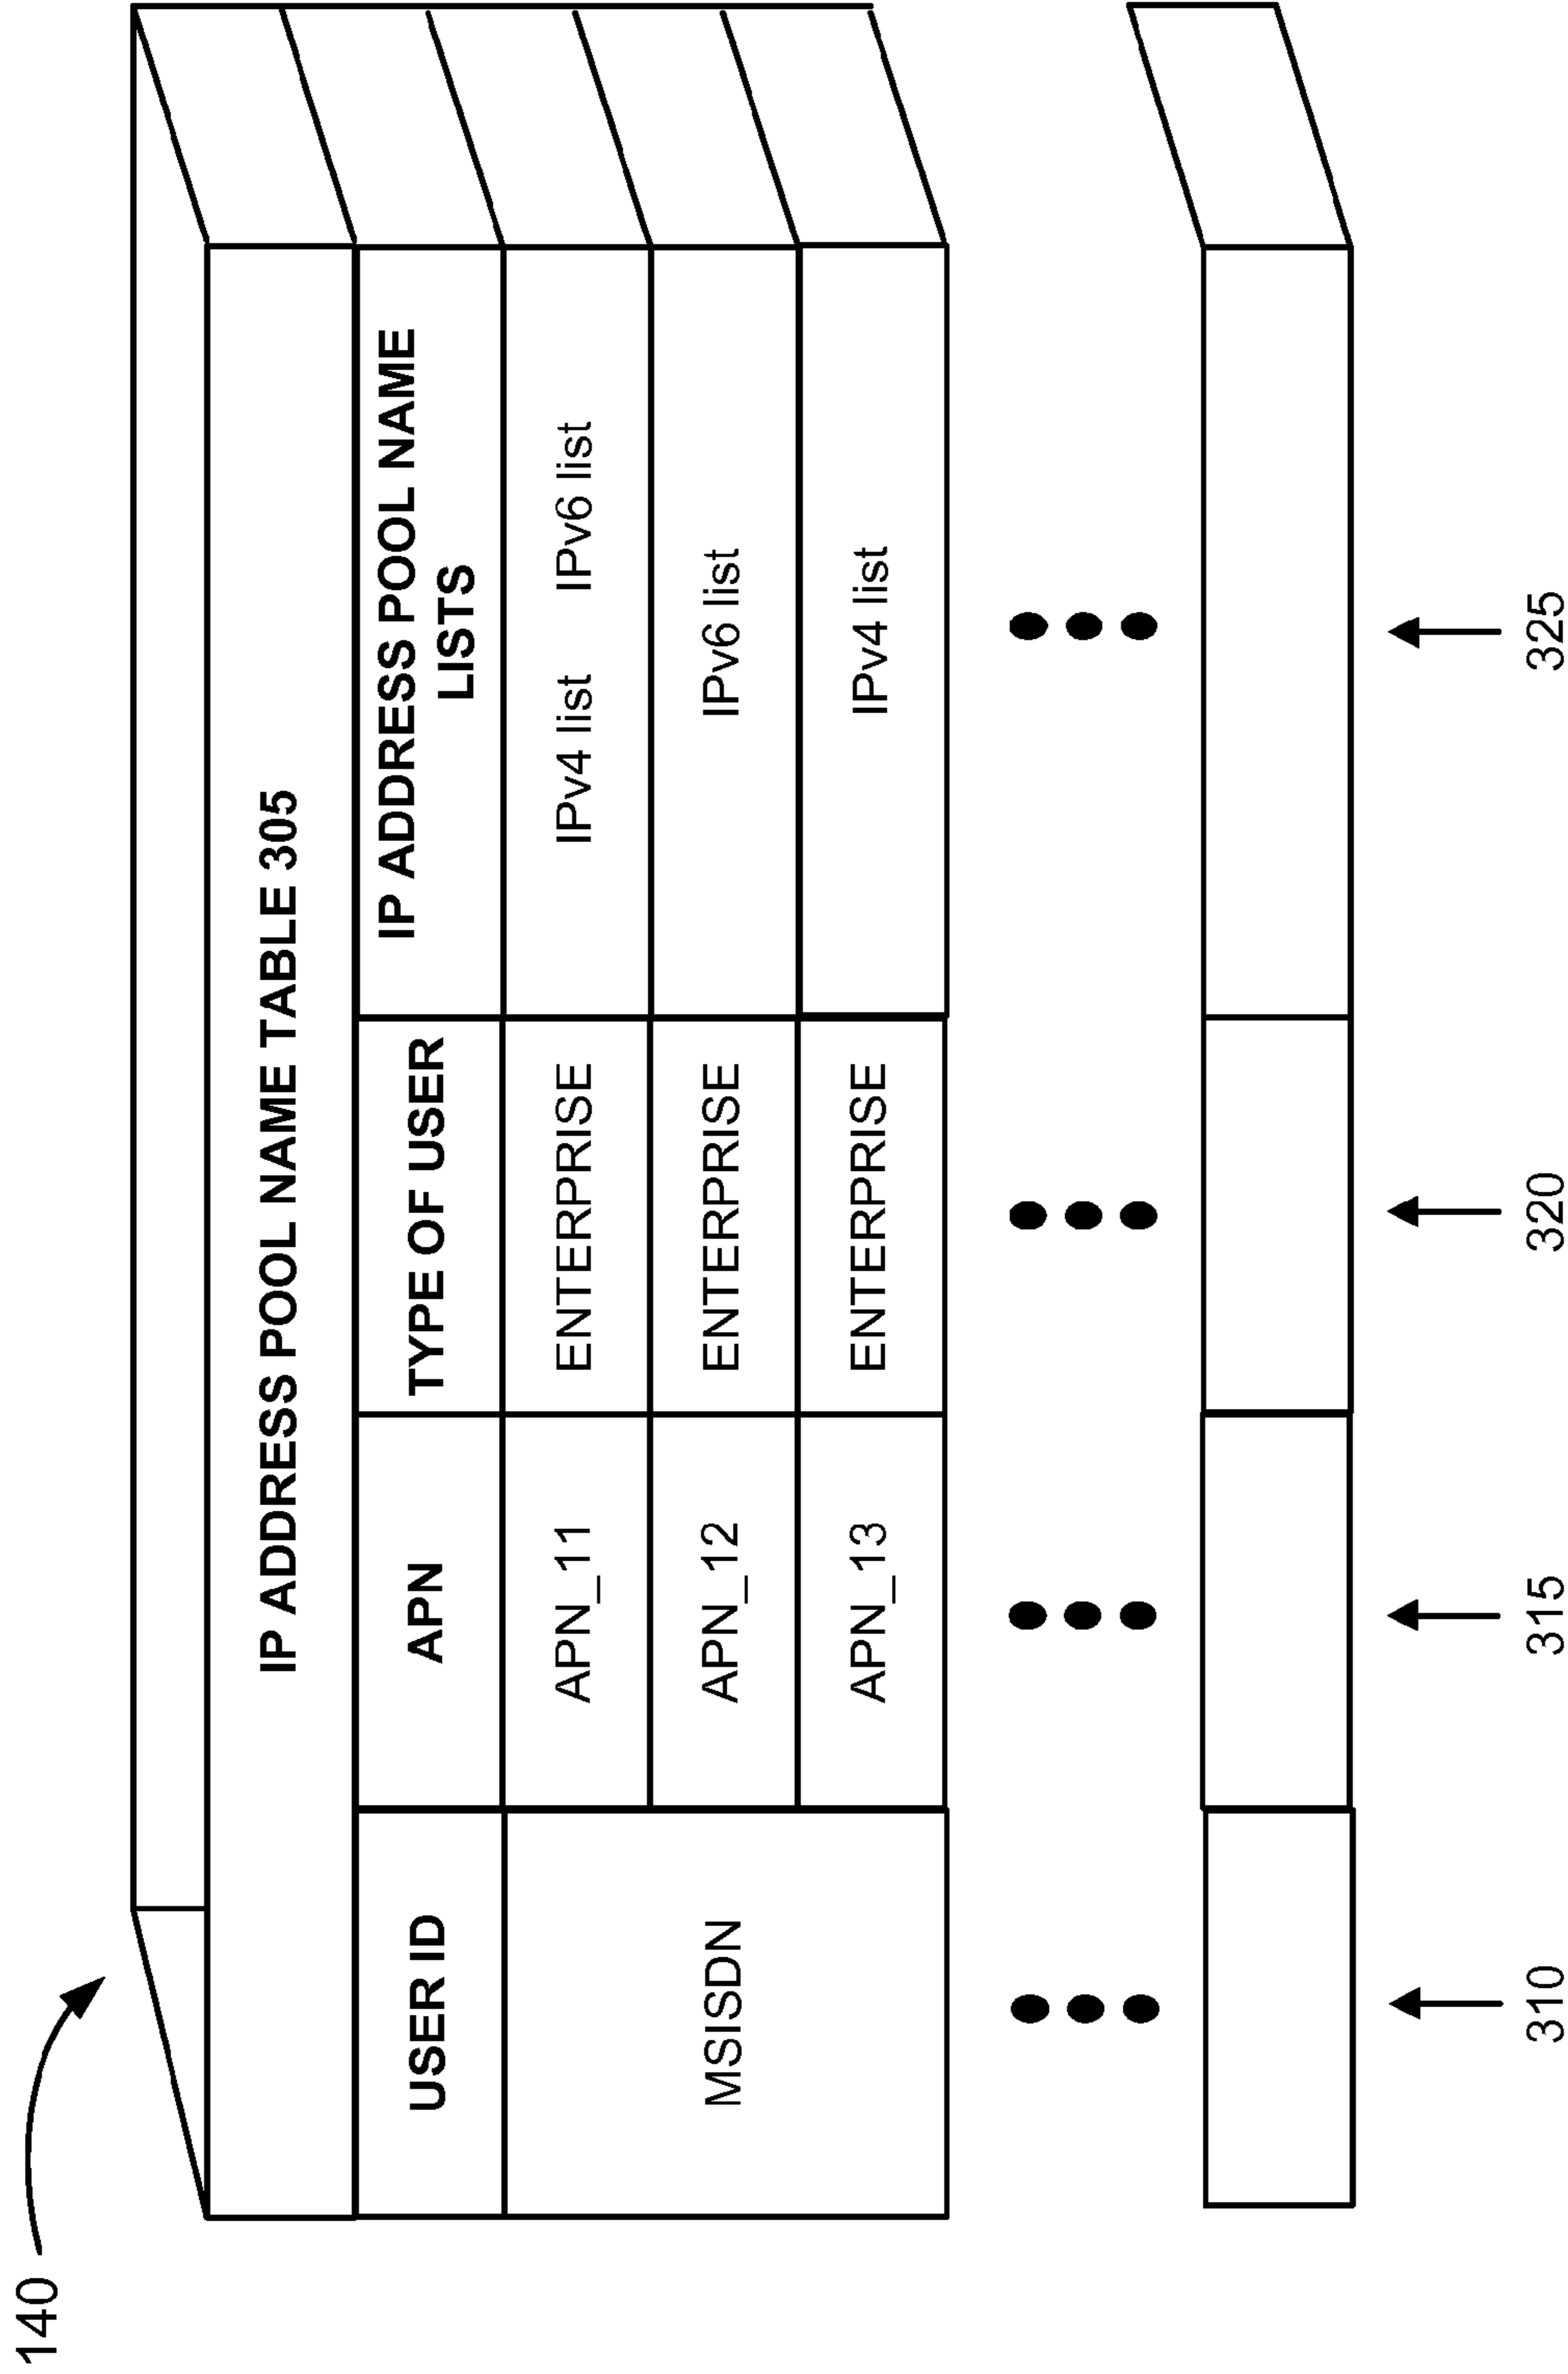 140
IP ADDRESS POOL NAME TABLE 305
USER ID
APN
TYPE OF USER
IP ADDRESS POOL NAME
LISTS
MSISDN
APN_11
ENTERPRISE
IPv4 list
IPv6 list
APN_12
ENTERPRISE
IPv6 list
APN_13
ENTERPRISE
IPv4 list
310
315
320
325